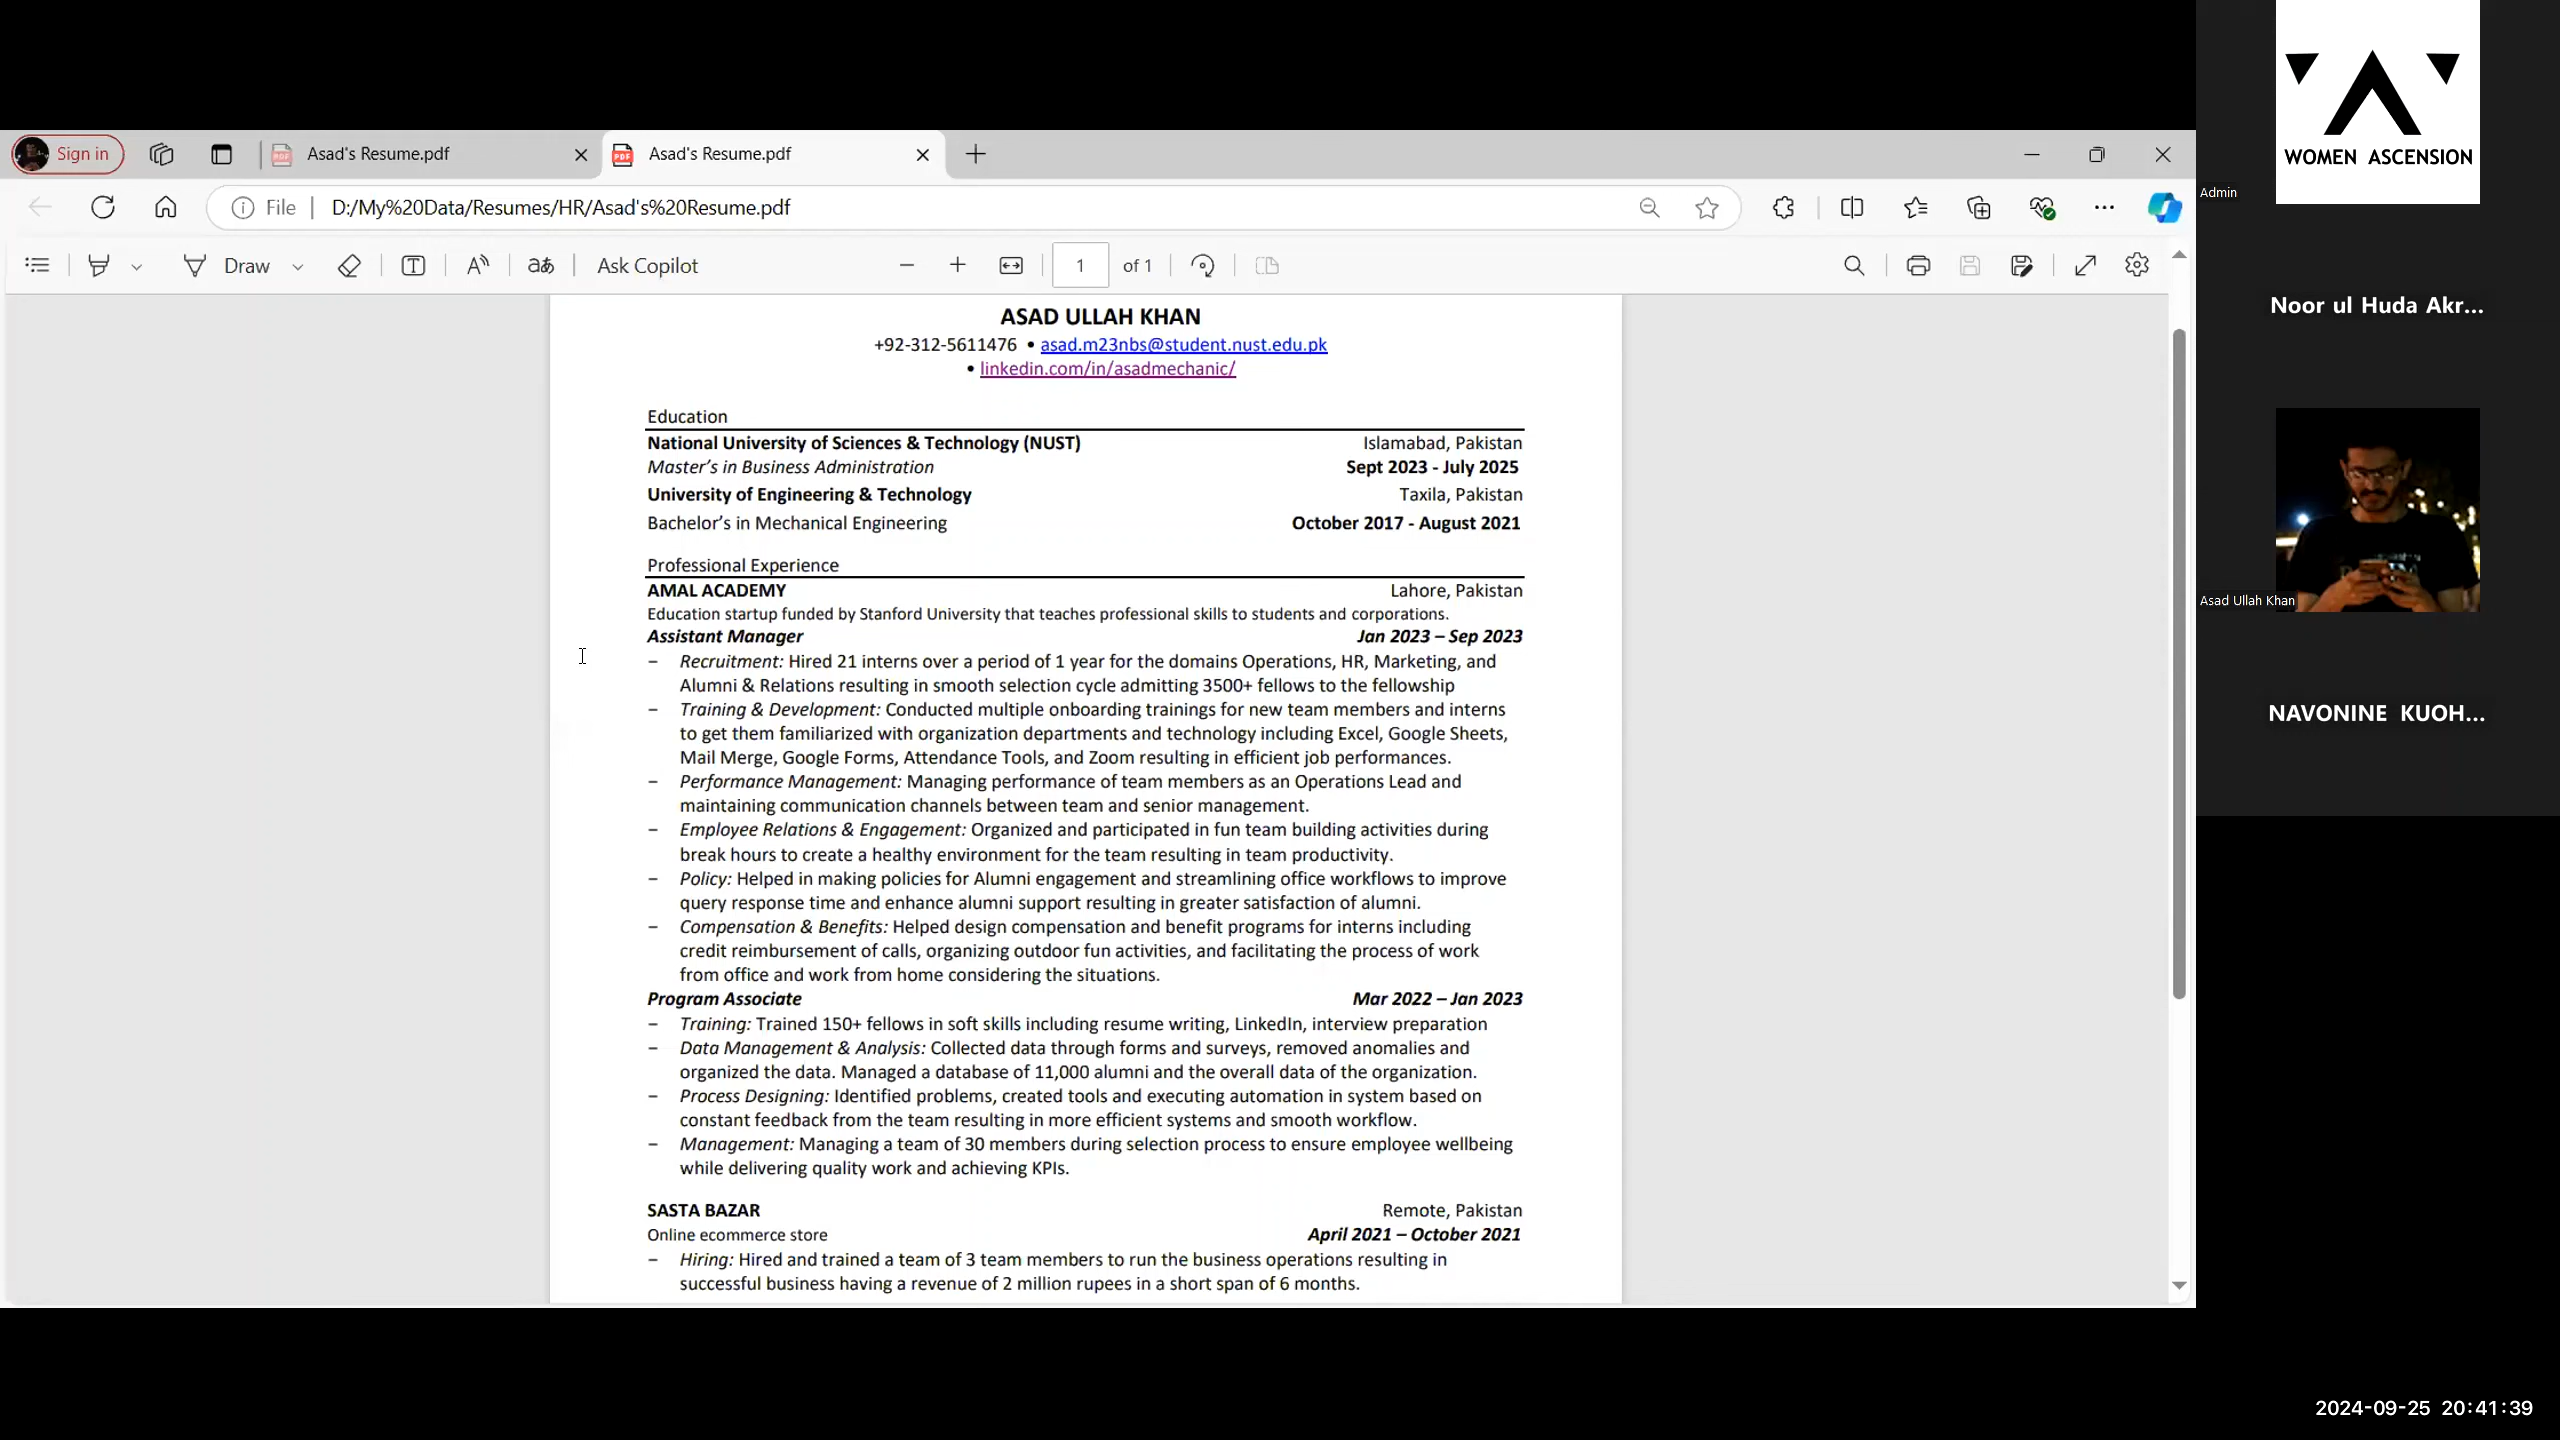 Sign in
Asad's Resume.pdf
Asad's Resume.pdf
File
D:/My%20Data/Resumes/HR/Asad's%20Resume.pdf
Draw
aあ
Ask Copilot
1 of 1
ASAD ULLAH KHAN
+92-312-5611476 • asad.m23nbs@student.nust.edu.pk
• linkedin.com/in/asadmechanic/
Education
National University of Sciences & Technology (NUST) Islamabad, Pakistan
Master’s in Business Administration Sept 2023 - July 2025
University of Engineering & Technology Taxila, Pakistan
Bachelor’s in Mechanical Engineering October 2017 - August 2021
Professional Experience
AMAL ACADEMY Lahore, Pakistan
Education startup funded by Stanford University that teaches professional skills to students and corporations.
Assistant Manager Jan 2023 – Sep 2023
− Recruitment: Hired 21 interns over a period of 1 year for the domains Operations, HR, Marketing, and
Alumni & Relations resulting in smooth selection cycle admitting 3500+ fellows to the fellowship
− Training & Development: Conducted multiple onboarding trainings for new team members and interns
to get them familiarized with organization departments and technology including Excel, Google Sheets,
Mail Merge, Google Forms, Attendance Tools, and Zoom resulting in efficient job performances.
− Performance Management: Managing performance of team members as an Operations Lead and
maintaining communication channels between team and senior management.
− Employee Relations & Engagement: Organized and participated in fun team building activities during
break hours to create a healthy environment for the team resulting in team productivity.
− Policy: Helped in making policies for Alumni engagement and streamlining office workflows to improve
query response time and enhance alumni support resulting in greater satisfaction of alumni.
− Compensation & Benefits: Helped design compensation and benefit programs for interns including
credit reimbursement of calls, organizing outdoor fun activities, and facilitating the process of work
from office and work from home considering the situations.
Program Associate Mar 2022 – Jan 2023
− Training: Trained 150+ fellows in soft skills including resume writing, LinkedIn, interview preparation
− Data Management & Analysis: Collected data through forms and surveys, removed anomalies and
organized the data. Managed a database of 11,000 alumni and the overall data of the organization.
− Process Designing: Identified problems, created tools and executing automation in system based on
constant feedback from the team resulting in more efficient systems and smooth workflow.
− Management: Managing a team of 30 members during selection process to ensure employee wellbeing
while delivering quality work and achieving KPIs.
SASTA BAZAR Remote, Pakistan
Online ecommerce store April 2021 – October 2021
− Hiring: Hired and trained a team of 3 team members to run the business operations resulting in
successful business having a revenue of 2 million rupees in a short span of 6 months.
WOMEN ASCENSION
Admin
Noor ul Huda Akr...
Asad Ullah Khan
NAVONINE KUOH...
2024-09-25 20:41:39